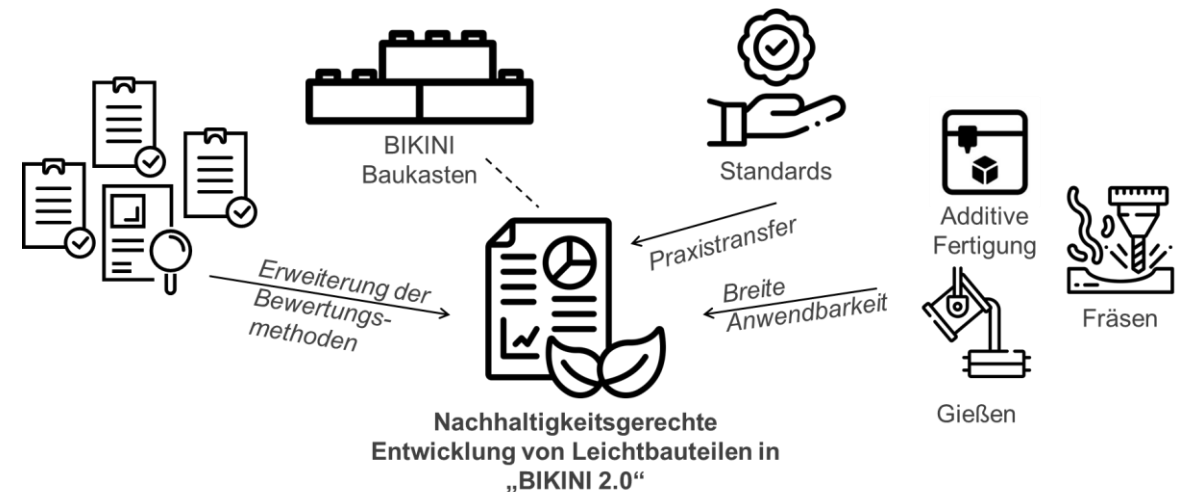 BIKINI
Baukasten
Standards
Additive
Fertigung
Fräsen
Gießen
Praxistransfer
Breite
Anwendbarkeit
Erweiterung der
Bewertungs-
methoden
Nachhaltigkeitsgerechte
Entwicklung von Leichtbauteilen in
„BIKINI 2.0“